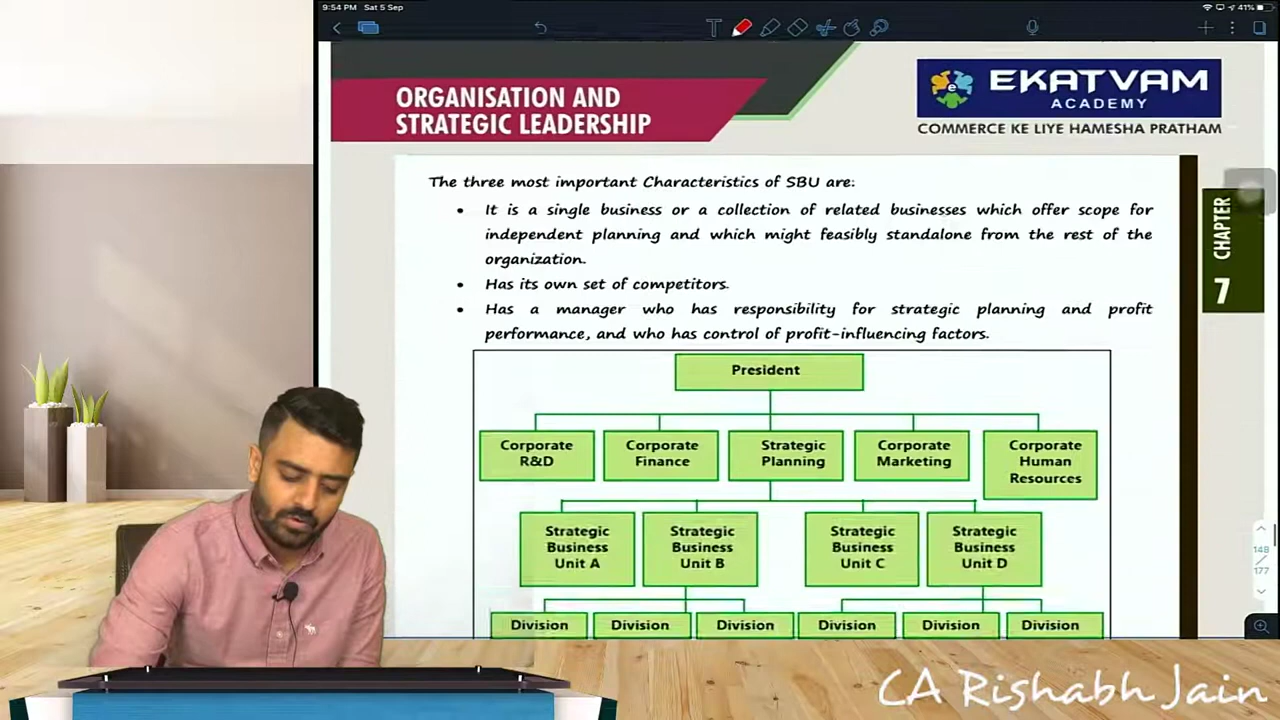 9:54 PM Sat 5 Sep
41%
ORGANISATION AND
STRATEGIC LEADERSHIP
EKATVAM
ACADEMY
COMMERCE KE LIYE HAMESHA PRATHAM
The three most important Characteristics of SBU are:
• It is a single business or a collection of related businesses which offer scope for
independent planning and which might feasibly standalone from the rest of the
organization.
• Has its own set of competitors.
• Has a manager who has responsibility for strategic planning and profit
performance, and who has control of profit-influencing factors.
CHAPTER
7
President
Corporate
R&D
Corporate
Finance
Strategic
Planning
Corporate
Marketing
Corporate
Human
Resources
Strategic
Business
Unit A
Strategic
Business
Unit B
Strategic
Business
Unit C
Strategic
Business
Unit D
Division
Division
Division
Division
Division
Division
148
177
CA Rishabh Jain